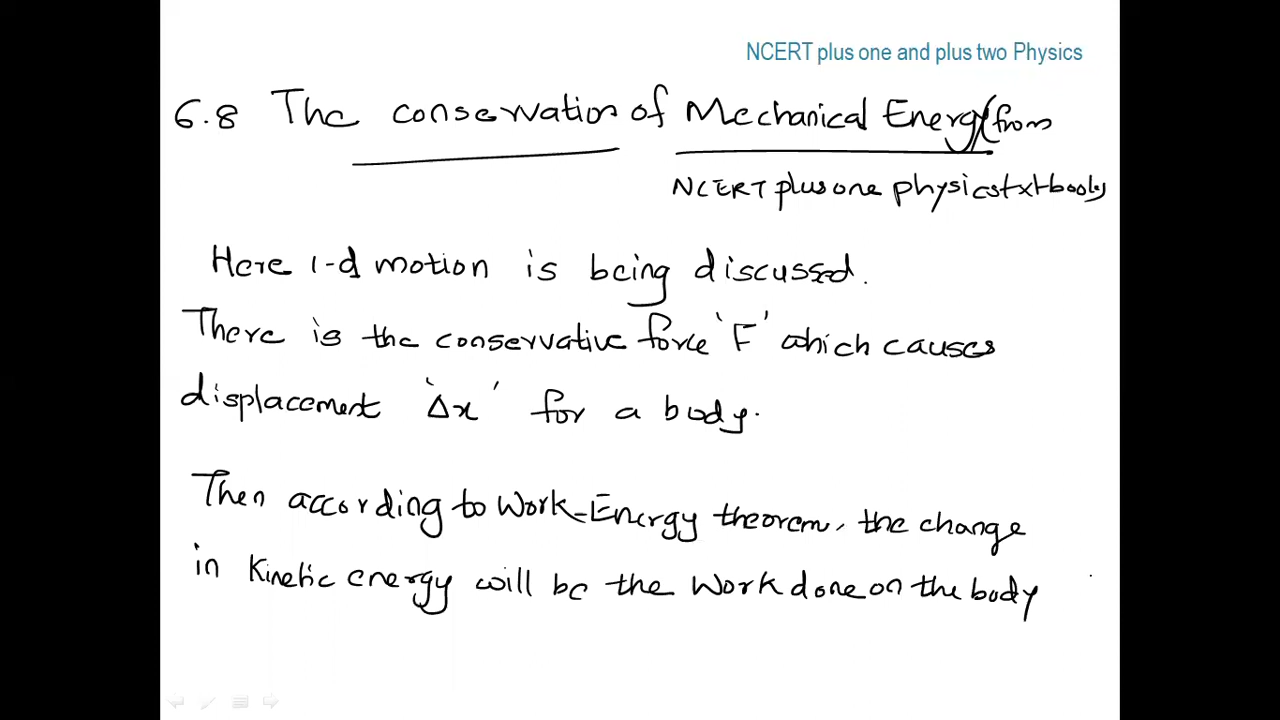 NCERT plus one and plus two Physics
6.8 The conservation of Mechanical Energy (from
NCERT plus one physics txt book)
Here 1-d motion is being discussed.
There is the conservative force 'F' which causes
displacement 'Δx' for a body.
Then according to Work-Energy theorem, the change
in Kinetic energy will be the Work done on the body